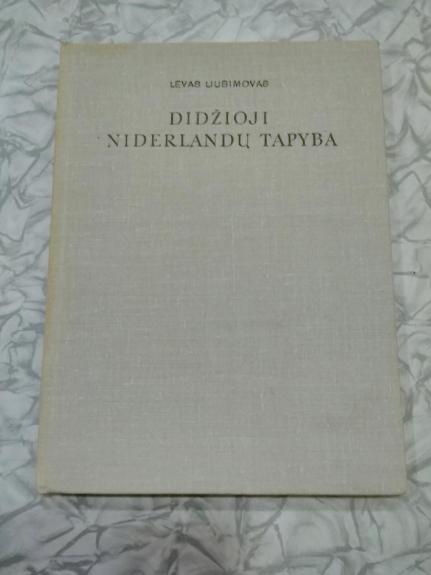 LEVAS LIUBIMOVAS
DIDŽIOJI
NIDERLANDŲ TAPYBA